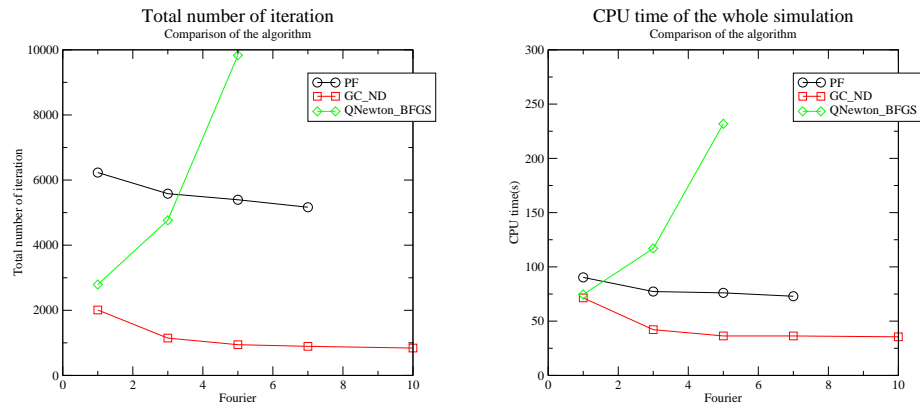 Total number of iteration
Comparison of the algorithm
10000
8000
6000
4000
2000
0
Total number of iteration
0 2 4 6 8 10
Fourier
PF
GC_ND
QNewton_BFGS
CPU time of the whole simulation
Comparison of the algorithm
300
250
200
150
100
50
0
CPU time(s)
0 2 4 6 8 10
Fourier
PF
GC_ND
QNewton_BFGS